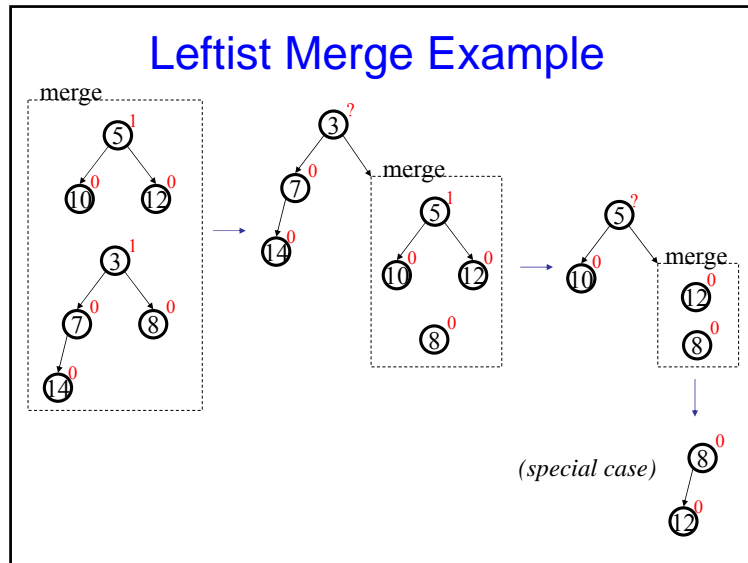 Leftist Merge Example
merge
5 1
10 0 12 0
3 1
7 0 8 0
14 0
3 ?
7 0
14 0
merge
5 1
10 0 12 0
8 0
5 ?
10 0
merge
12 0
8 0
(special case)
8 0
12 0